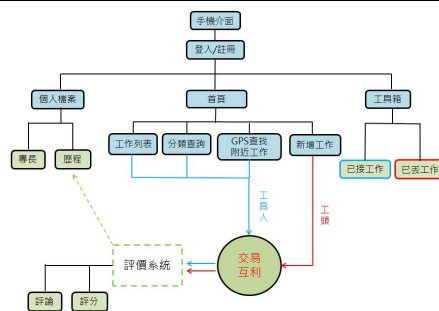 手機介面
登入/註冊
個人檔案
首頁
工具箱
專長
歷程
工作列表
分類查詢
GPS查找
附近工作
新增工作
已接工作
已丟工作
工具人
工頭
評價系統
交易
互利
評論
評分